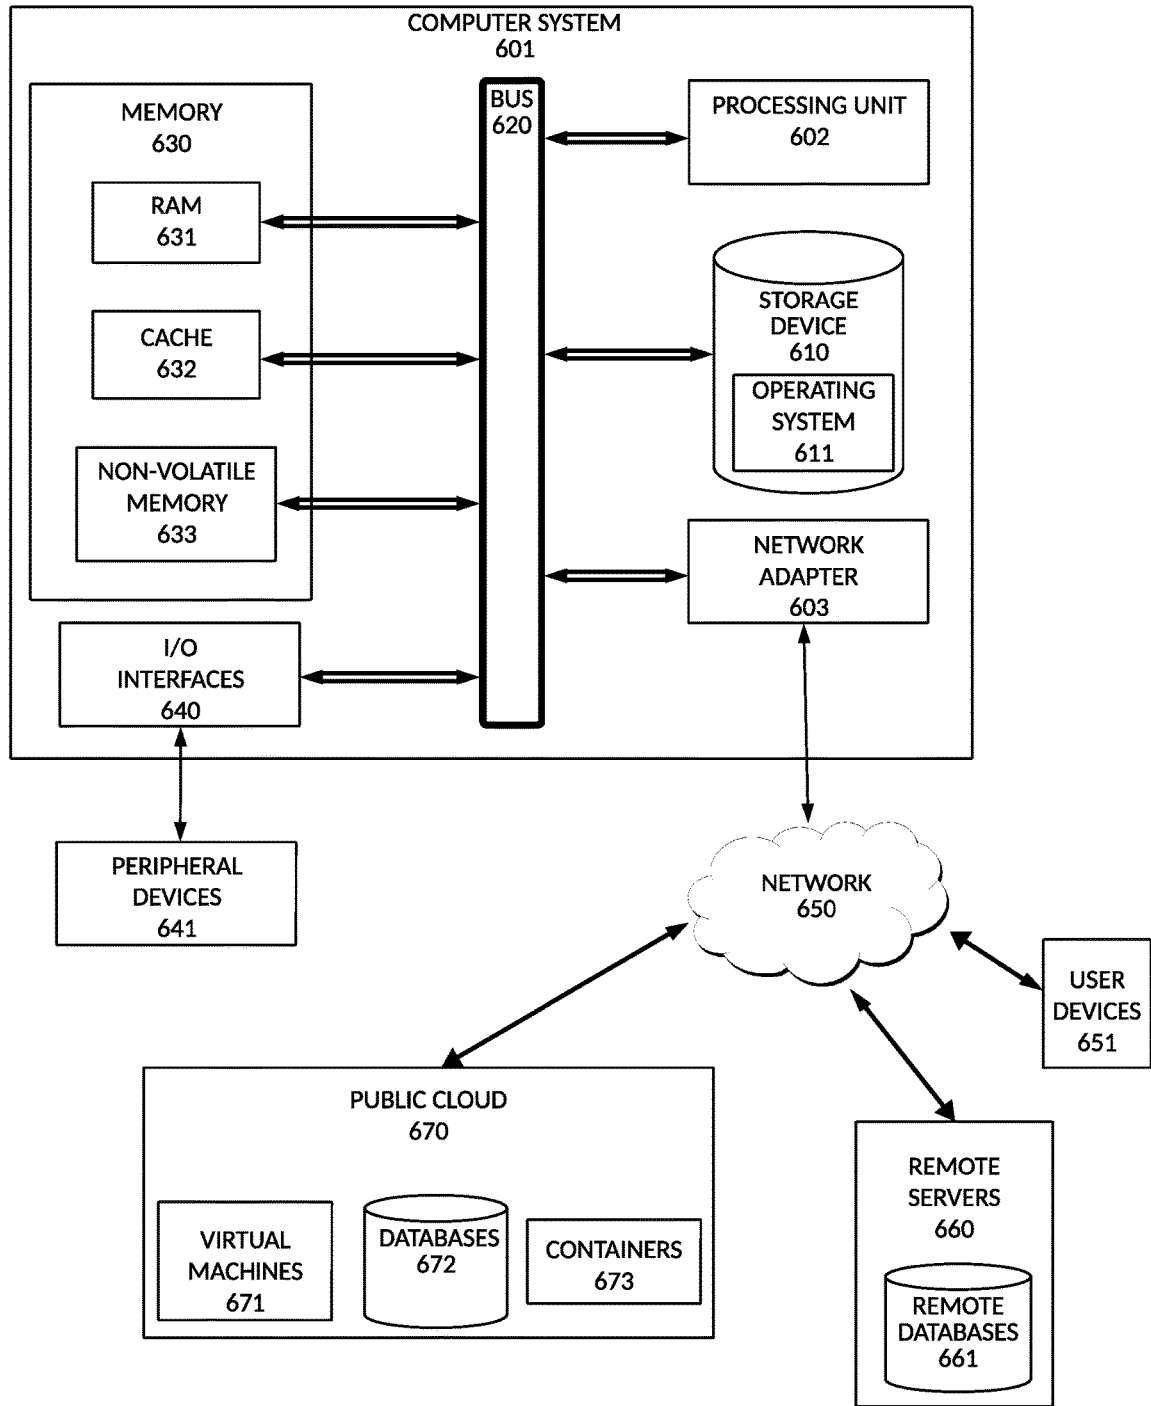 COMPUTER SYSTEM
601
MEMORY
630
RAM
631
CACHE
632
NON-VOLATILE
MEMORY
633
I/O
INTERFACES
640
BUS
620
PROCESSING UNIT
602
STORAGE
DEVICE
610
OPERATING
SYSTEM
611
NETWORK
ADAPTER
603
PERIPHERAL
DEVICES
641
NETWORK
650
USER
DEVICES
651
PUBLIC CLOUD
670
VIRTUAL
MACHINES
671
DATABASES
672
CONTAINERS
673
REMOTE
SERVERS
660
REMOTE
DATABASES
661